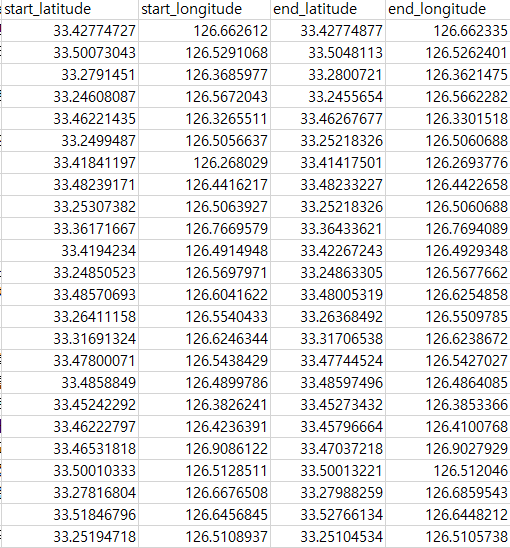 start_latitude start_longitude end_latitude end_longitude
33.42774727 126.662612 33.42774877 126.662335
33.50073043 126.5291068 33.5048113 126.5262401
33.2791451 126.3685977 33.2800721 126.3621475
33.24608087 126.5672043 33.2455654 126.5662282
33.46221435 126.3265511 33.46267677 126.3301518
33.2499487 126.5056637 33.25218326 126.5060688
33.41841197 126.268029 33.41417501 126.2693776
33.48239171 126.4416217 33.48233227 126.4422658
33.25307382 126.5063927 33.25218326 126.5060688
33.36171667 126.7669579 33.36433621 126.7694089
33.4194234 126.4914948 33.42267243 126.4929348
33.24850523 126.5697971 33.24863305 126.5677662
33.48570693 126.6041622 33.48005319 126.6254858
33.26411158 126.5540433 33.26368492 126.5509785
33.31691324 126.6246344 33.31706538 126.6238672
33.47800071 126.5438429 33.47744524 126.5427027
33.4858849 126.4899786 33.48597496 126.4864085
33.45242292 126.3826241 33.45273432 126.3853366
33.46222797 126.4236391 33.45796664 126.4100768
33.46531818 126.9086122 33.47037218 126.9027929
33.50010333 126.5128511 33.50013221 126.512046
33.27816804 126.6676508 33.27988259 126.6859543
33.51846796 126.6456845 33.52766134 126.6448212
33.25194718 126.5108937 33.25104534 126.5105738